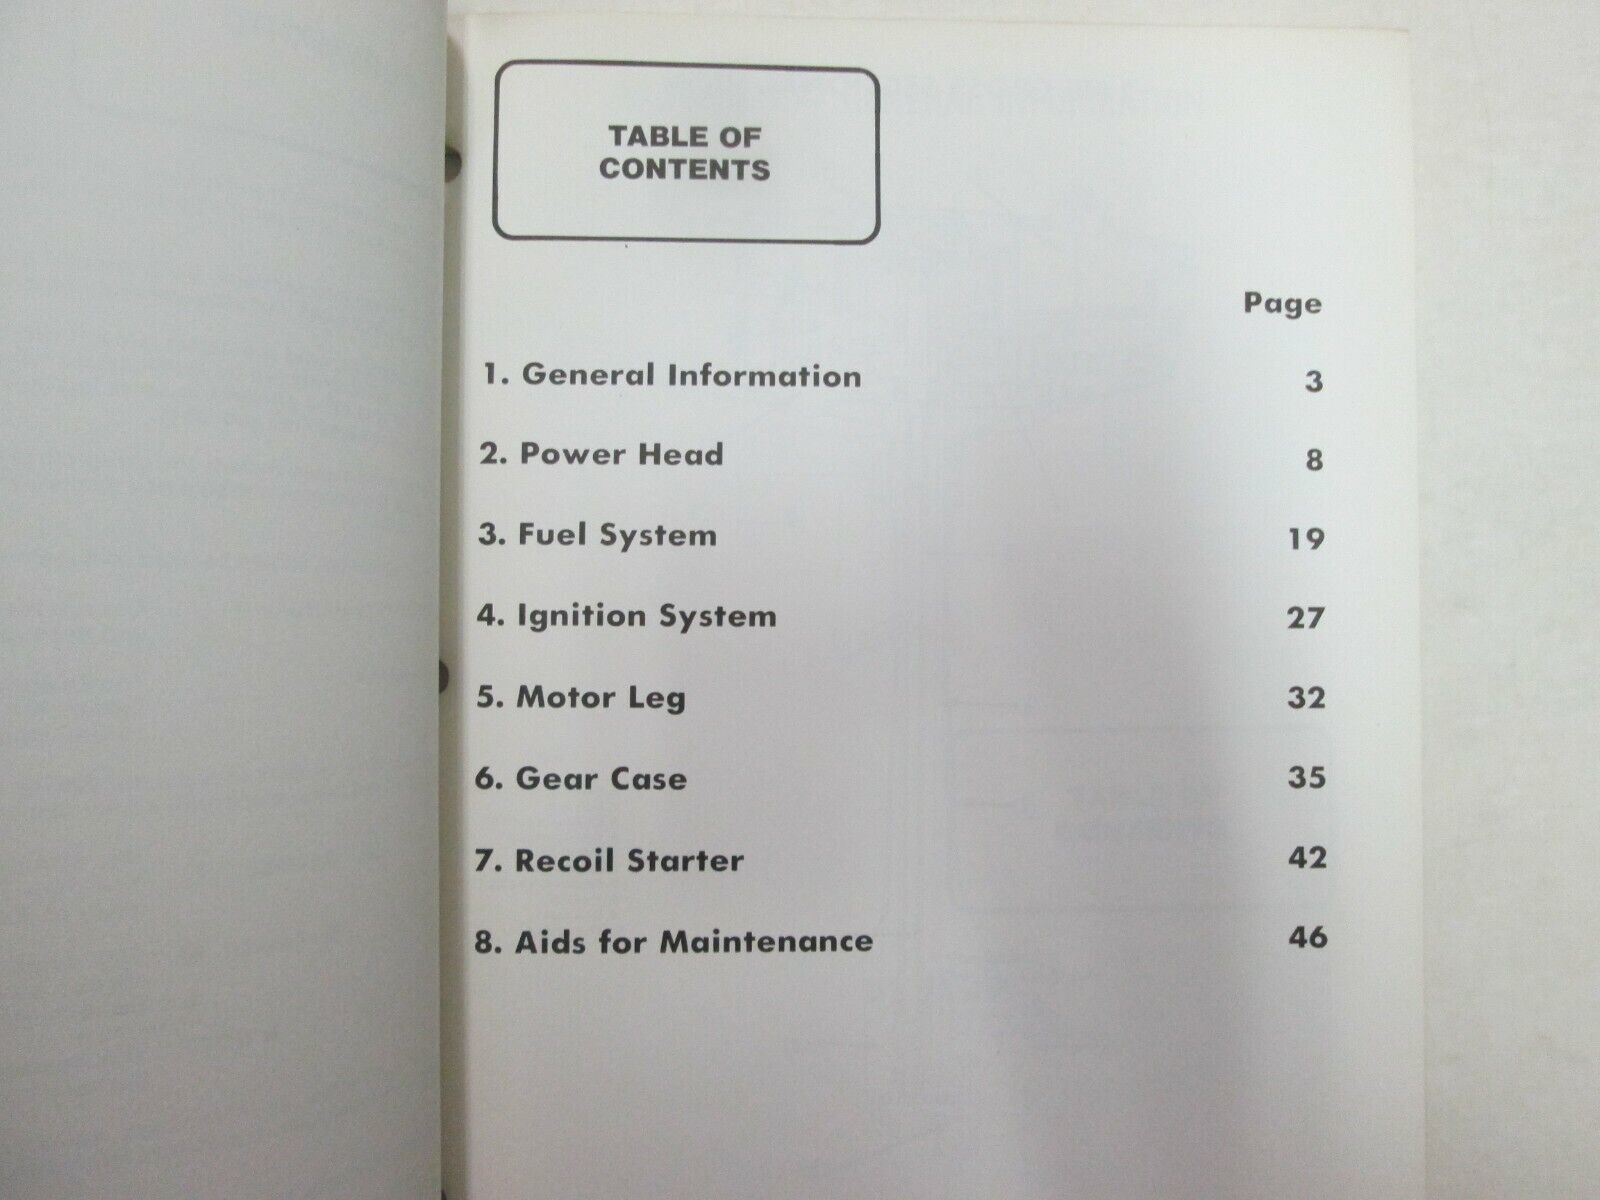 TABLE OF
CONTENTS
Page
1. General Information 3
2. Power Head 8
3. Fuel System 19
4. Ignition System 27
5. Motor Leg 32
6. Gear Case 35
7. Recoil Starter 42
8. Aids for Maintenance 46